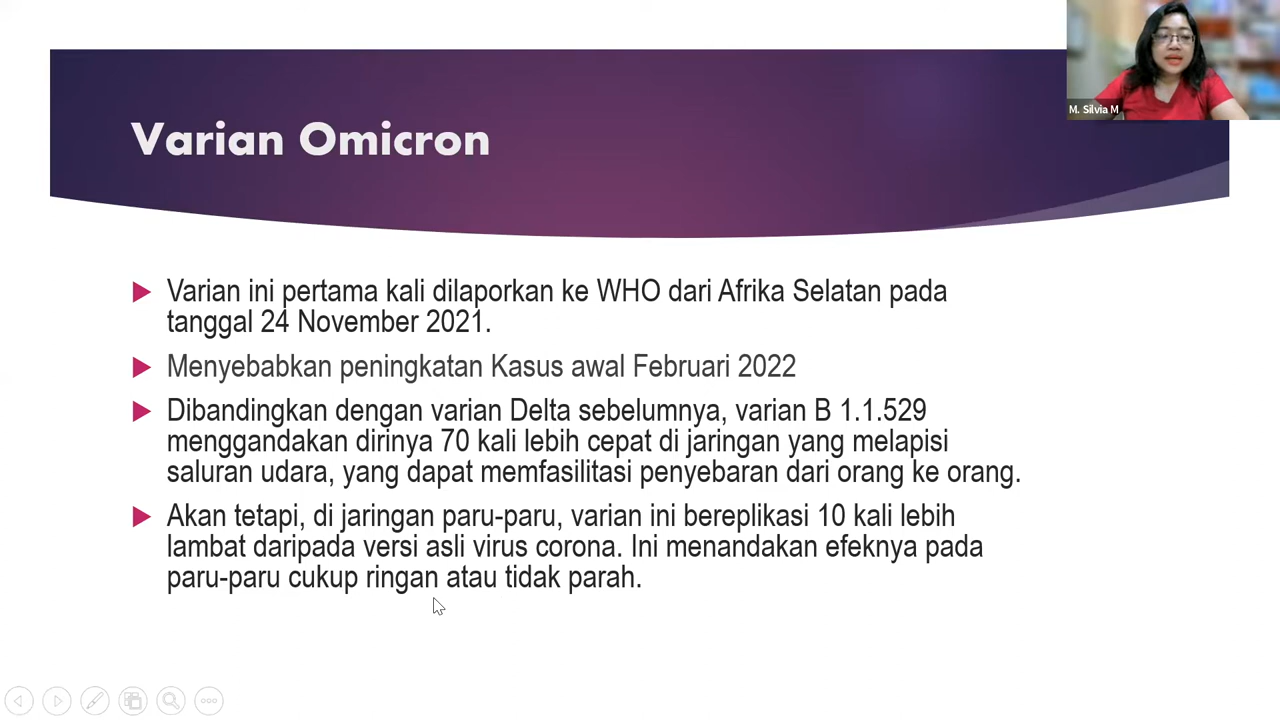 M. Silvia M
Varian Omicron
Varian ini pertama kali dilaporkan ke WHO dari Afrika Selatan pada
tanggal 24 November 2021.
Menyebabkan peningkatan Kasus awal Februari 2022
Dibandingkan dengan varian Delta sebelumnya, varian B 1.1.529
menggandakan dirinya 70 kali lebih cepat di jaringan yang melapisi
saluran udara, yang dapat memfasilitasi penyebaran dari orang ke orang.
Akan tetapi, di jaringan paru-paru, varian ini bereplikasi 10 kali lebih
lambat daripada versi asli virus corona. Ini menandakan efeknya pada
paru-paru cukup ringan atau tidak parah.